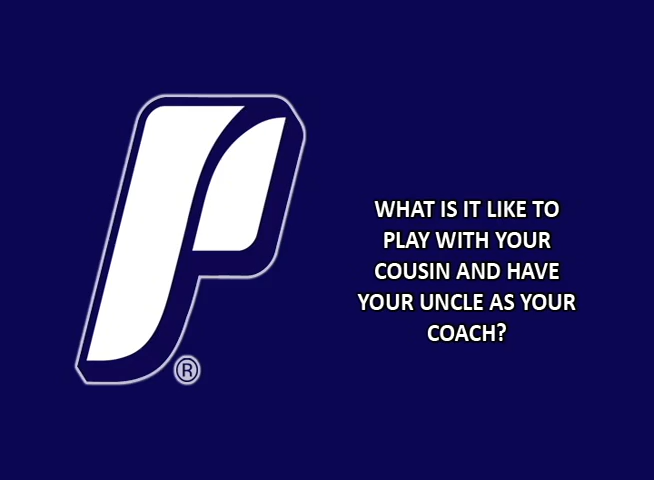 ®
WHAT IS IT LIKE TO
PLAY WITH YOUR
COUSIN AND HAVE
YOUR UNCLE AS YOUR
COACH?